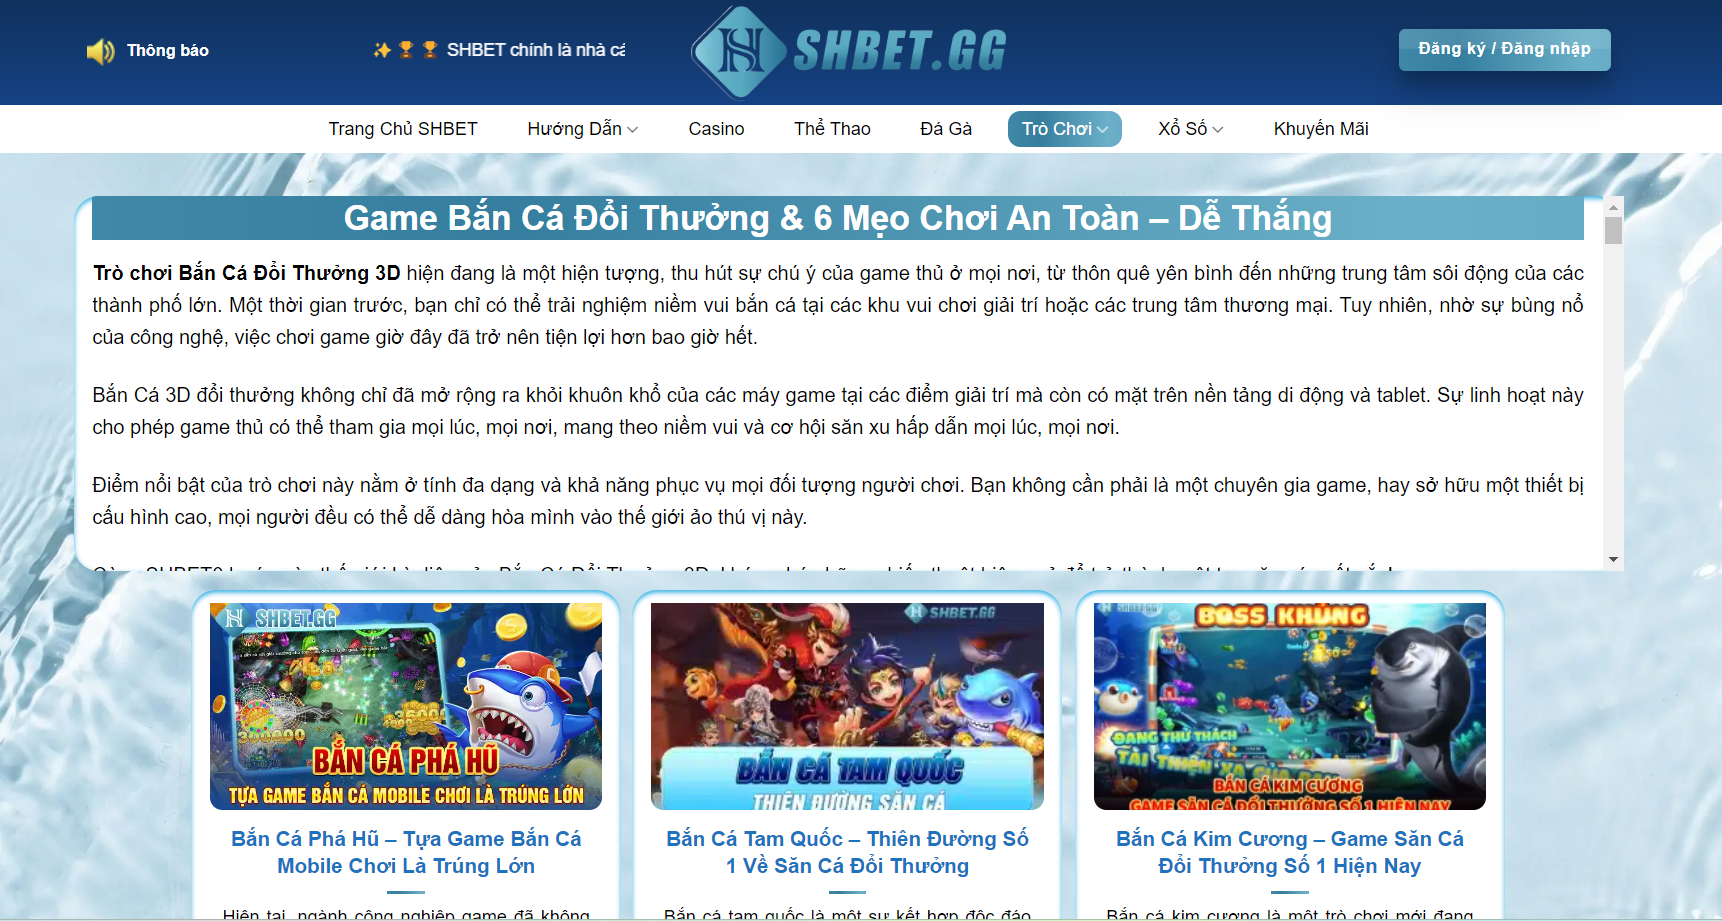 Thông báo
SHBET chính là nhà cá
SHBET.GG
Đăng ký / Đăng nhập
Trang Chủ SHBET
Hướng Dẫn
Casino
Thể Thao
Đá Gà
Trò Chơi
Xổ Số
Khuyến Mãi
Game Bắn Cá Đổi Thưởng & 6 Mẹo Chơi An Toàn – Dễ Thắng
Trò chơi Bắn Cá Đổi Thưởng 3D hiện đang là một hiện tượng, thu hút sự chú ý của game thủ ở mọi nơi, từ thôn quê yên bình đến những trung tâm sôi động của các
thành phố lớn. Một thời gian trước, bạn chỉ có thể trải nghiệm niềm vui bắn cá tại các khu vui chơi giải trí hoặc các trung tâm thương mại. Tuy nhiên, nhờ sự bùng nổ
của công nghệ, việc chơi game giờ đây đã trở nên tiện lợi hơn bao giờ hết.
Bắn Cá 3D đổi thưởng không chỉ đã mở rộng ra khỏi khuôn khổ của các máy game tại các điểm giải trí mà còn có mặt trên nền tảng di động và tablet. Sự linh hoạt này
cho phép game thủ có thể tham gia mọi lúc, mọi nơi, mang theo niềm vui và cơ hội săn xu hấp dẫn mọi lúc, mọi nơi.
Điểm nổi bật của trò chơi này nằm ở tính đa dạng và khả năng phục vụ mọi đối tượng người chơi. Bạn không cần phải là một chuyên gia game, hay sở hữu một thiết bị
cấu hình cao, mọi người đều có thể dễ dàng hòa mình vào thế giới ảo thú vị này.
SHBET.GG
BẮN CÁ PHÁ HŨ
TỰA GAME BẮN CÁ MOBILE CHƠI LÀ TRÚNG LỚN
SHBET.GG
BẮN CÁ TAM QUỐC
THIÊN ĐƯỜNG SĂN CÁ
BOSS KHỦNG
ĐANG THỬ THÁCH
BẮN CÁ KIM CƯƠNG
GAME SĂN CÁ ĐỔI THƯỞNG SỐ 1 HIỆN NAY
Bắn Cá Phá Hũ – Tựa Game Bắn Cá
Mobile Chơi Là Trúng Lớn
Bắn Cá Tam Quốc – Thiên Đường Số
1 Về Săn Cá Đổi Thưởng
Bắn Cá Kim Cương – Game Săn Cá
Đổi Thưởng Số 1 Hiện Nay
Hiện tại, ngành công nghiệp game đã không
Bắn cá tam quốc là một sự kết hợp độc đáo
Bắn cá kim cương là một trò chơi mới đang